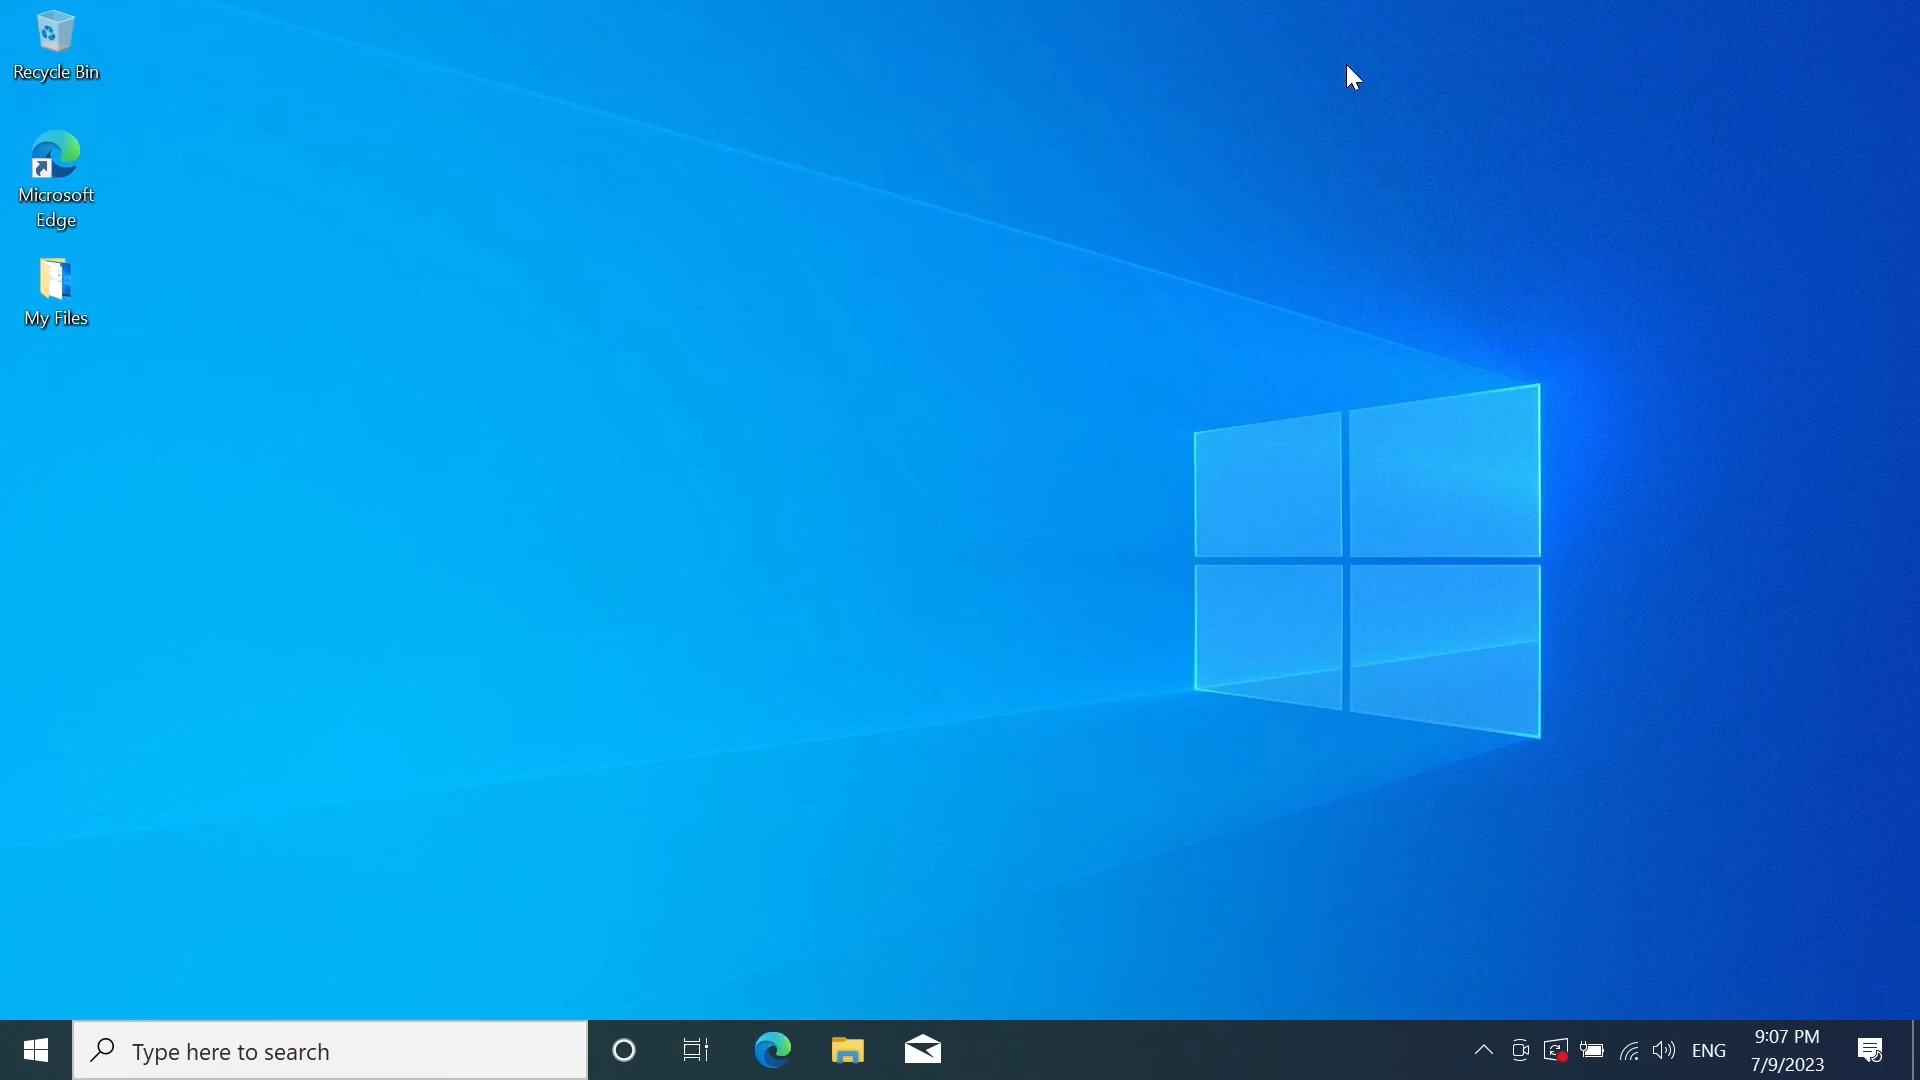 Recycle Bin
Microsoft
Edge
My Files
Type here to search
ENG
9:07 PM
7/9/2023